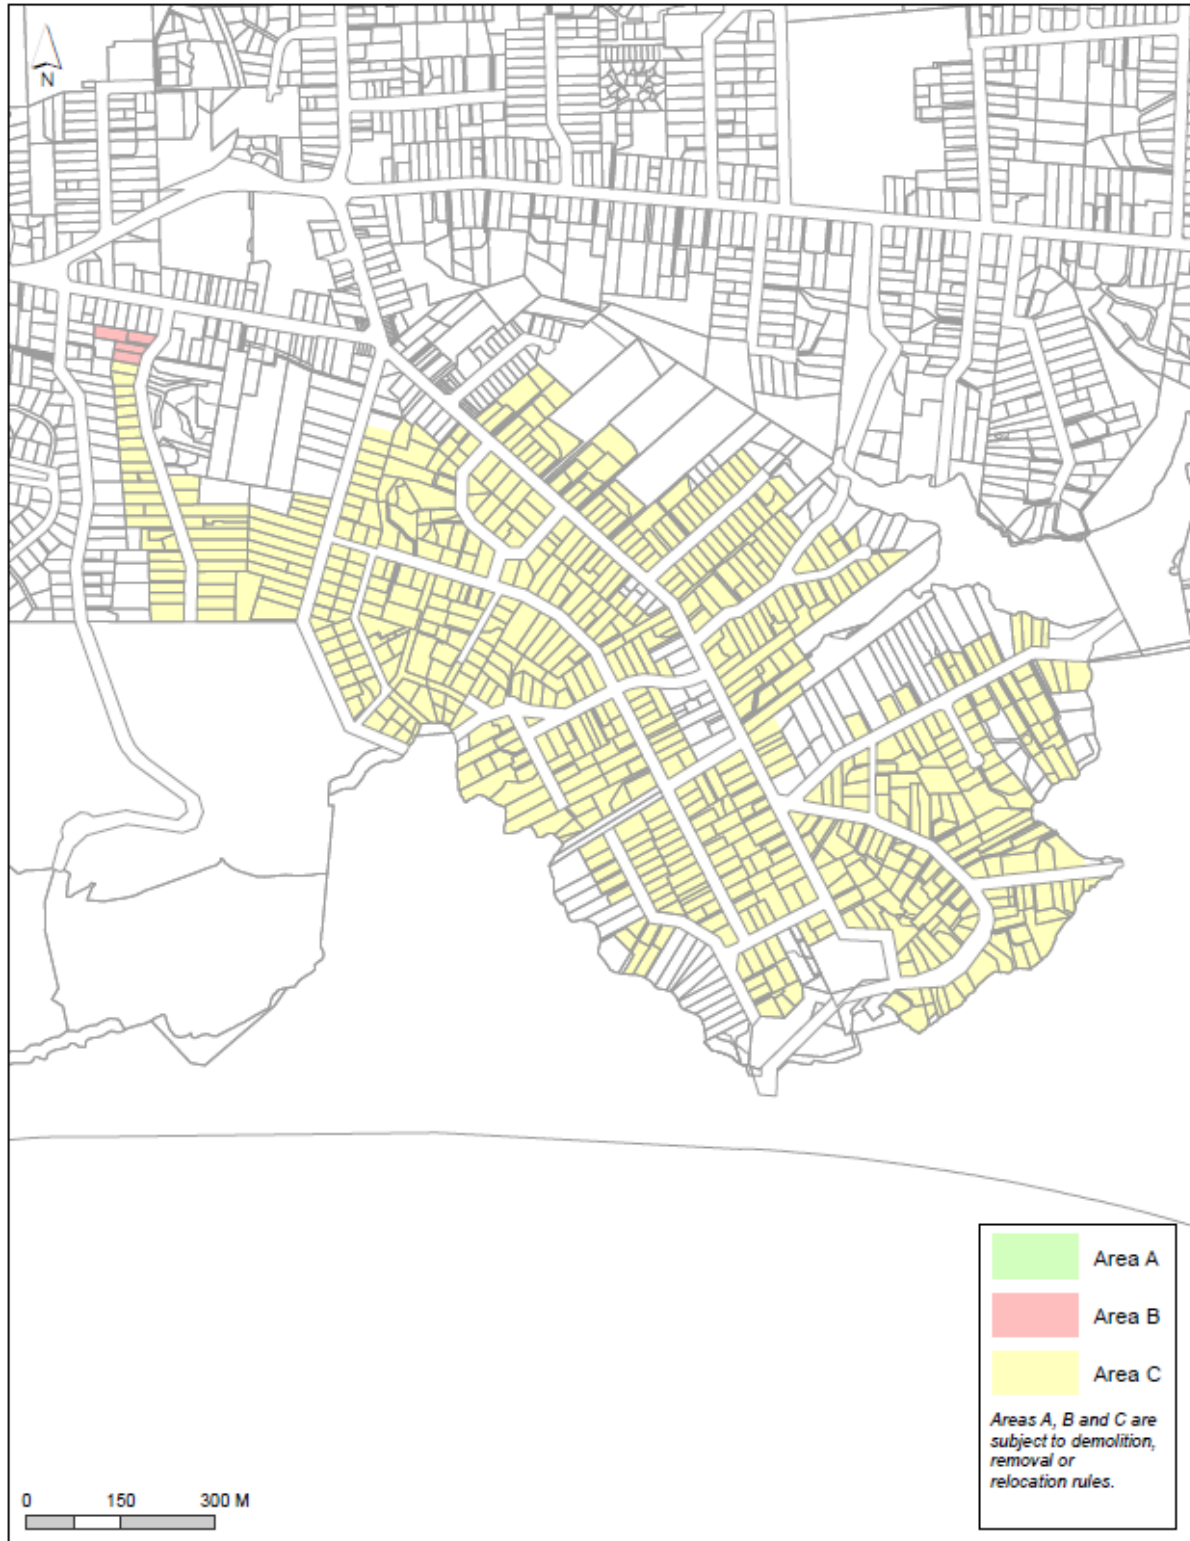 N
Area A
Area B
Area C
Areas A, B and C are
subject to demolition,
removal or
relocation rules.
0 150 300 M